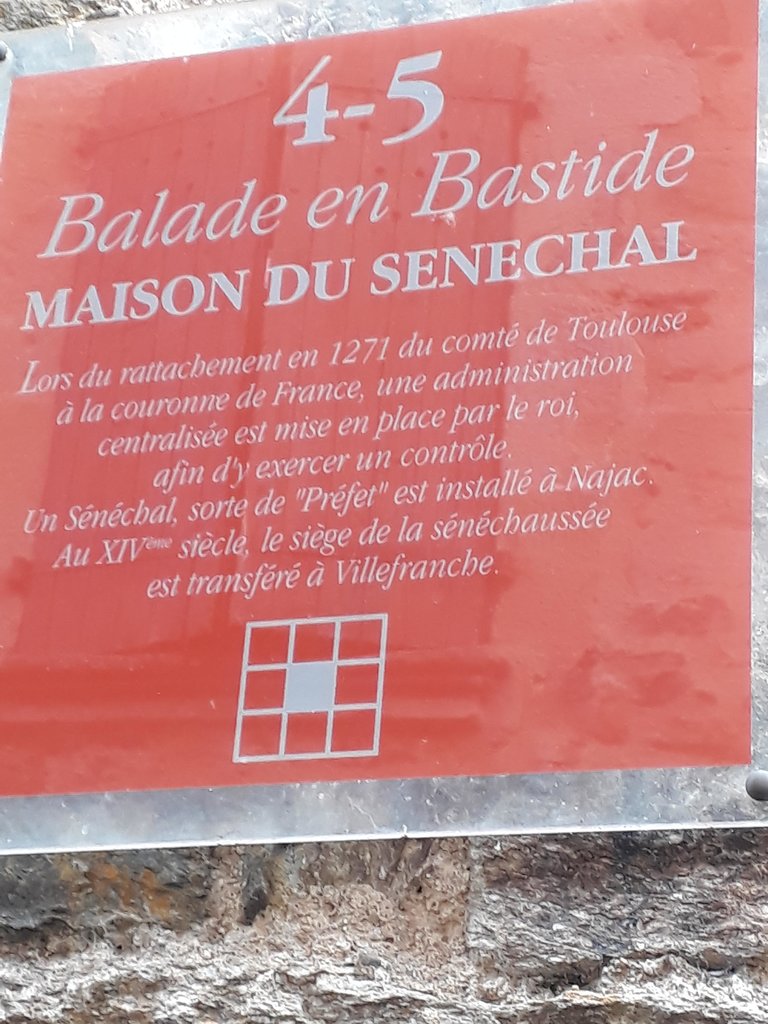 4-5
Balade en Bastide
MAISON DU SENECHAL
Lors du rattachement en 1271 du comté de Toulouse
à la couronne de France, une administration
centralisée est mise en place par le roi,
afin d'y exercer un contrôle.
Un Sénéchal, sorte de "Préfet" est installé à Najac.
Au XIVème siècle, le siège de la sénéchaussée
est transféré à Villefranche.